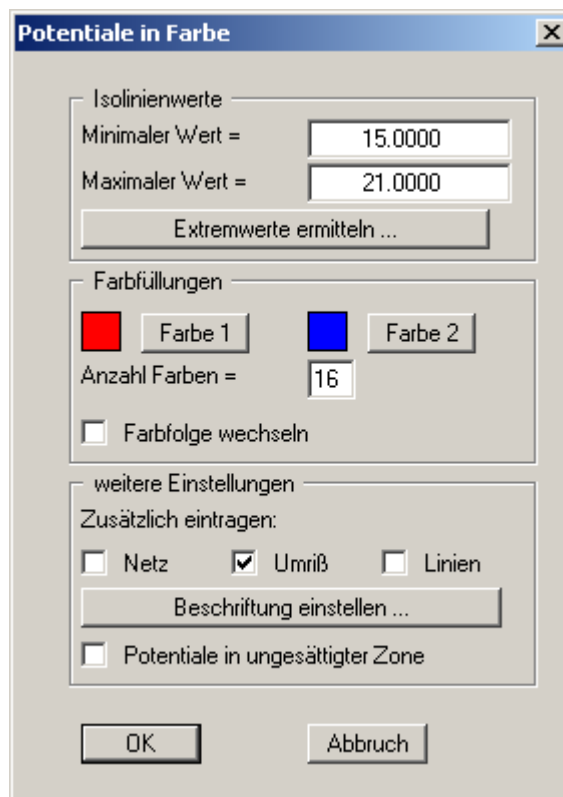 Potentiale in Farbe
Isolinienwerte
Minimaler Wert = 15.0000
Maximaler Wert = 21.0000
Extremwerte ermitteln ...
Farbfüllungen
Farbe 1 Farbe 2
Anzahl Farben = 16
Farbfolge wechseln
weitere Einstellungen
Zusätzlich eintragen:
Netz Umriß Linien
Beschriftung einstellen ...
Potentiale in ungesättigter Zone
OK Abbruch